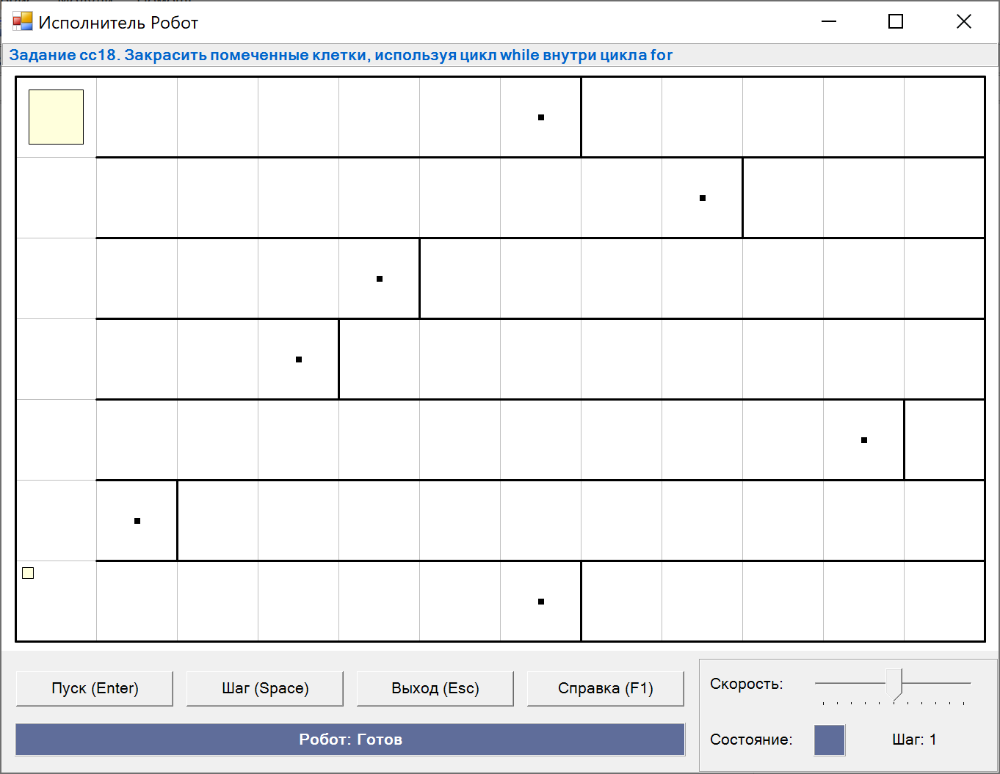 Исполнитель Робот
Задание cc18. Закрасить помеченные клетки, используя цикл while внутри цикла for
Пуск (Enter)
Шаг (Space)
Выход (Esc)
Справка (F1)
Скорость:
Робот: Готов
Состояние:
Шаг: 1